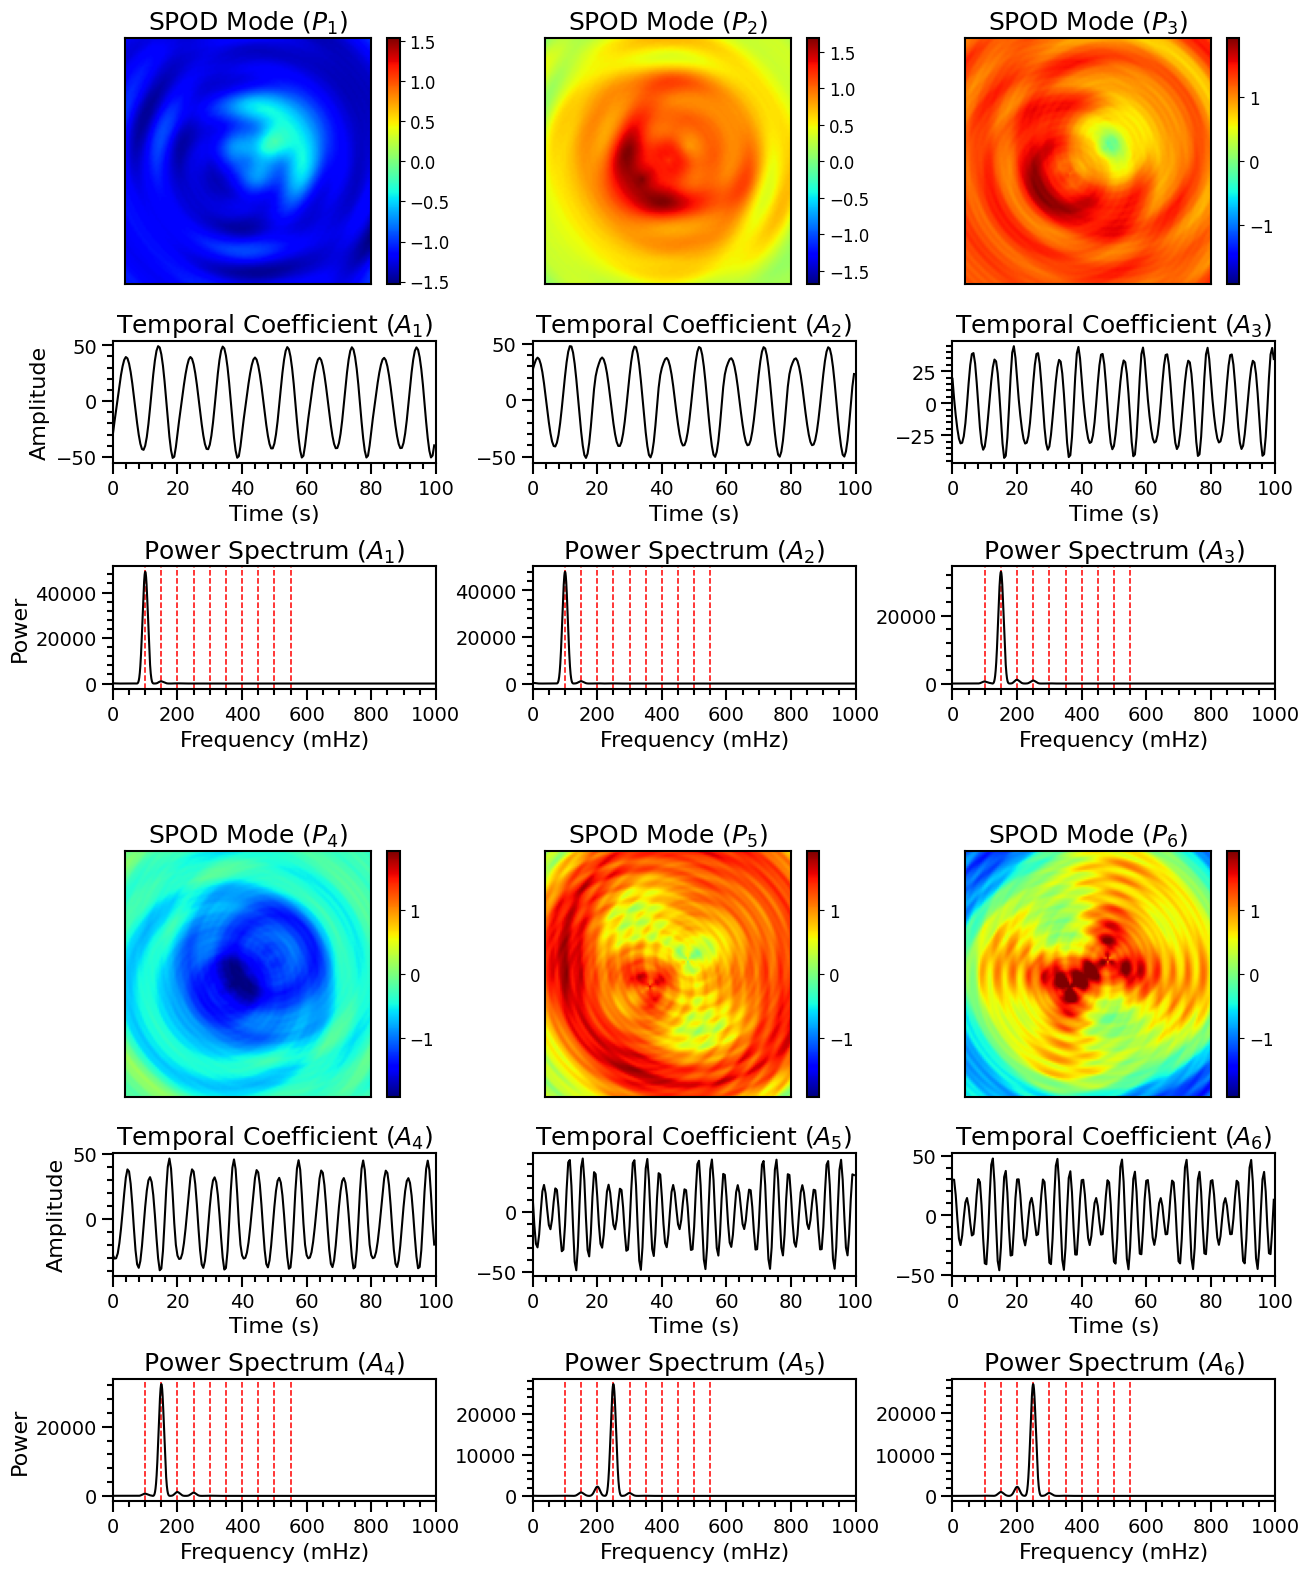 SPOD Mode (P1) SPOD Mode (P2) SPOD Mode (P3)
1.5 1.0 0.5 0.0 −0.5 −1.0 −1.5
1.5 1.0 0.5 0.0 −0.5 −1.0 −1.5
1 0 −1
Temporal Coefficient (A1) Temporal Coefficient (A2) Temporal Coefficient (A3)
Amplitude
50 0 −50
50 0 −50
25 0 −25
0 20 40 60 80 100 0 20 40 60 80 100 0 20 40 60 80 100
Time (s) Time (s) Time (s)
Power Spectrum (A1) Power Spectrum (A2) Power Spectrum (A3)
Power
40000 20000 0
40000 20000 0
20000 0
0 200 400 600 800 1000 0 200 400 600 800 1000 0 200 400 600 800 1000
Frequency (mHz) Frequency (mHz) Frequency (mHz)
SPOD Mode (P4) SPOD Mode (P5) SPOD Mode (P6)
1 0 −1
1 0 −1
1 0 −1
Temporal Coefficient (A4) Temporal Coefficient (A5) Temporal Coefficient (A6)
Amplitude
50 0
0 −50
50 0 −50
0 20 40 60 80 100 0 20 40 60 80 100 0 20 40 60 80 100
Time (s) Time (s) Time (s)
Power Spectrum (A4) Power Spectrum (A5) Power Spectrum (A6)
Power
20000 0
20000 10000 0
20000 10000 0
0 200 400 600 800 1000 0 200 400 600 800 1000 0 200 400 600 800 1000
Frequency (mHz) Frequency (mHz) Frequency (mHz)